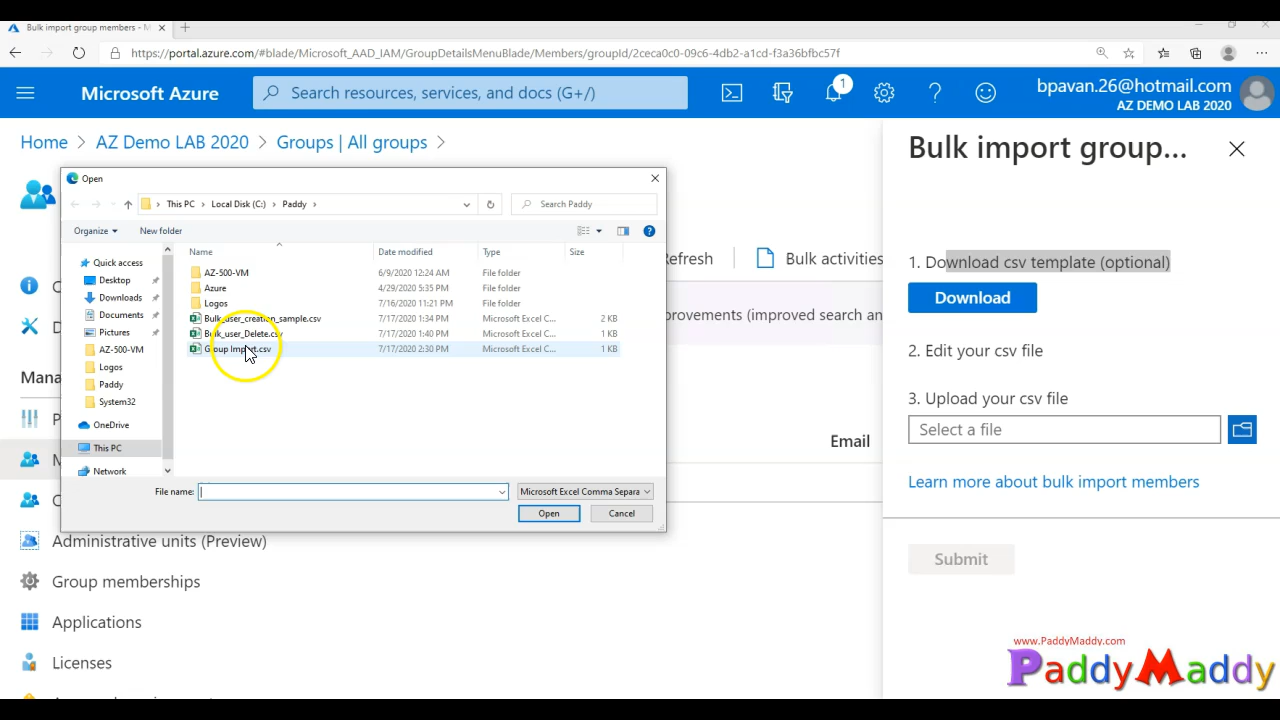 Bulk import group members - M
https://portal.azure.com/#blade/Microsoft_AAD_IAM/GroupDetailsMenuBlade/Members/groupId/2ceca0c0-09c6-4db2-a1cd-f3a36bfbc57f
Microsoft Azure
Search resources, services, and docs (G+/)
1
bpavan.26@hotmail.com
AZ DEMO LAB 2020
Home > AZ Demo LAB 2020 > Groups | All groups >
Bulk import group...
Open
This PC > Local Disk (C:) > Paddy >
Search Paddy
Organize
New folder
Name Date modified Type Size
Quick access
Desktop
Downloads
Documents
Pictures
AZ-500-VM
Logos
Paddy
System32
OneDrive
This PC
Network
AZ-500-VM 6/9/2020 12:24 AM File folder
Azure 4/29/2020 5:35 PM File folder
Logos 7/16/2020 11:21 PM File folder
Bulk_user_creation_sample.csv 7/17/2020 1:34 PM Microsoft Excel C... 2 KB
Bulk_user_Delete.csv 7/17/2020 1:40 PM Microsoft Excel C... 1 KB
Group Import.csv 7/17/2020 2:30 PM Microsoft Excel C... 1 KB
File name:
Microsoft Excel Comma Separa
Open
Cancel
Refresh
Bulk activities
provements (improved search an
Email
Mana
Administrative units (Preview)
Group memberships
Applications
Licenses
1. Download csv template (optional)
Download
2. Edit your csv file
3. Upload your csv file
Select a file
Learn more about bulk import members
Submit
www.PaddyMaddy.com
PaddyMaddy